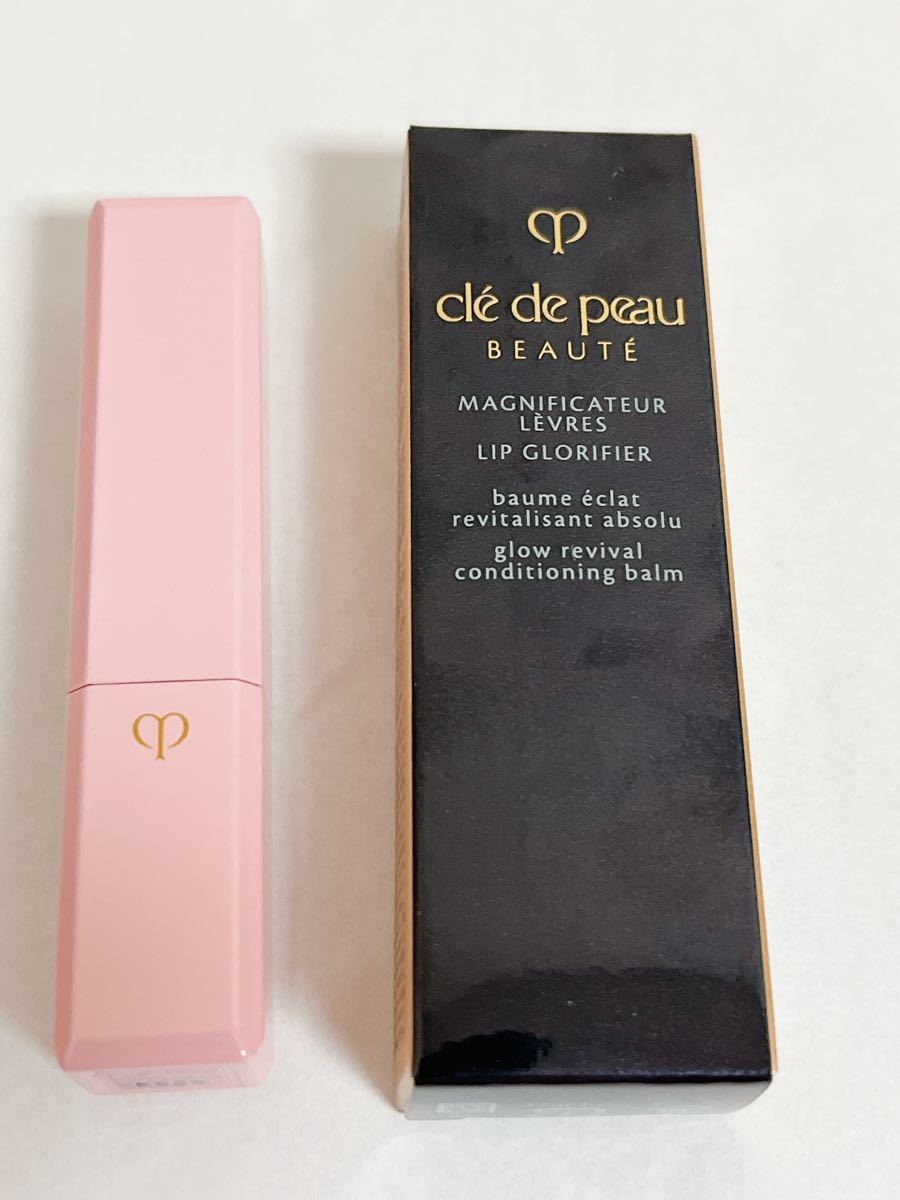 clé de peau
BEAUTÉ
MAGNIFICATEUR
LÈVRES
LIP GLORIFIER
baume éclat
revitalisant absolu
glow revival
conditioning balm